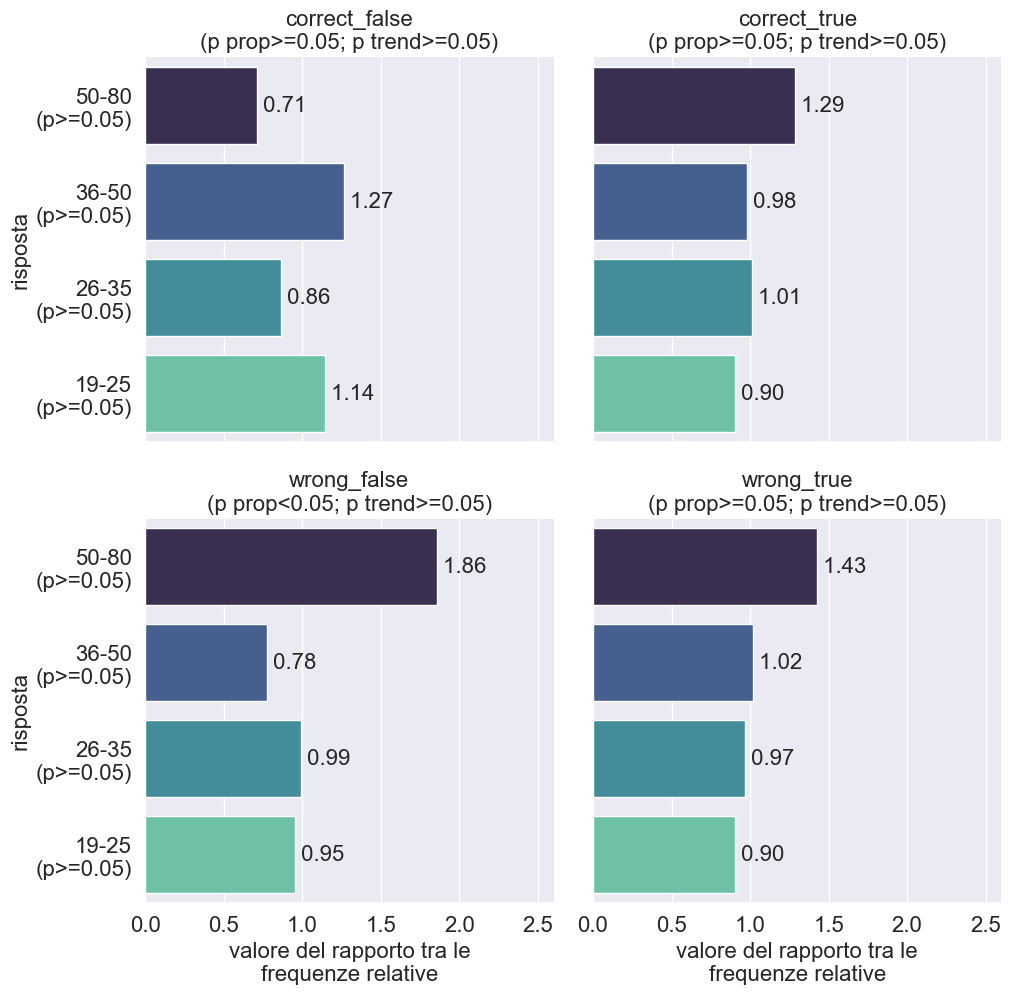 correct_false
(p prop>=0.05; p trend>=0.05)
correct_true
(p prop>=0.05; p trend>=0.05)
risposta
50-80
(p>=0.05)
0.71
1.29
36-50
(p>=0.05)
1.27
0.98
26-35
(p>=0.05)
0.86
1.01
19-25
(p>=0.05)
1.14
0.90
wrong_false
(p prop<0.05; p trend>=0.05)
wrong_true
(p prop>=0.05; p trend>=0.05)
risposta
50-80
(p>=0.05)
1.86
1.43
36-50
(p>=0.05)
0.78
1.02
26-35
(p>=0.05)
0.99
0.97
19-25
(p>=0.05)
0.95
0.90
0.0 0.5 1.0 1.5 2.0 2.5
0.0 0.5 1.0 1.5 2.0 2.5
valore del rapporto tra le
frequenze relative
valore del rapporto tra le
frequenze relative